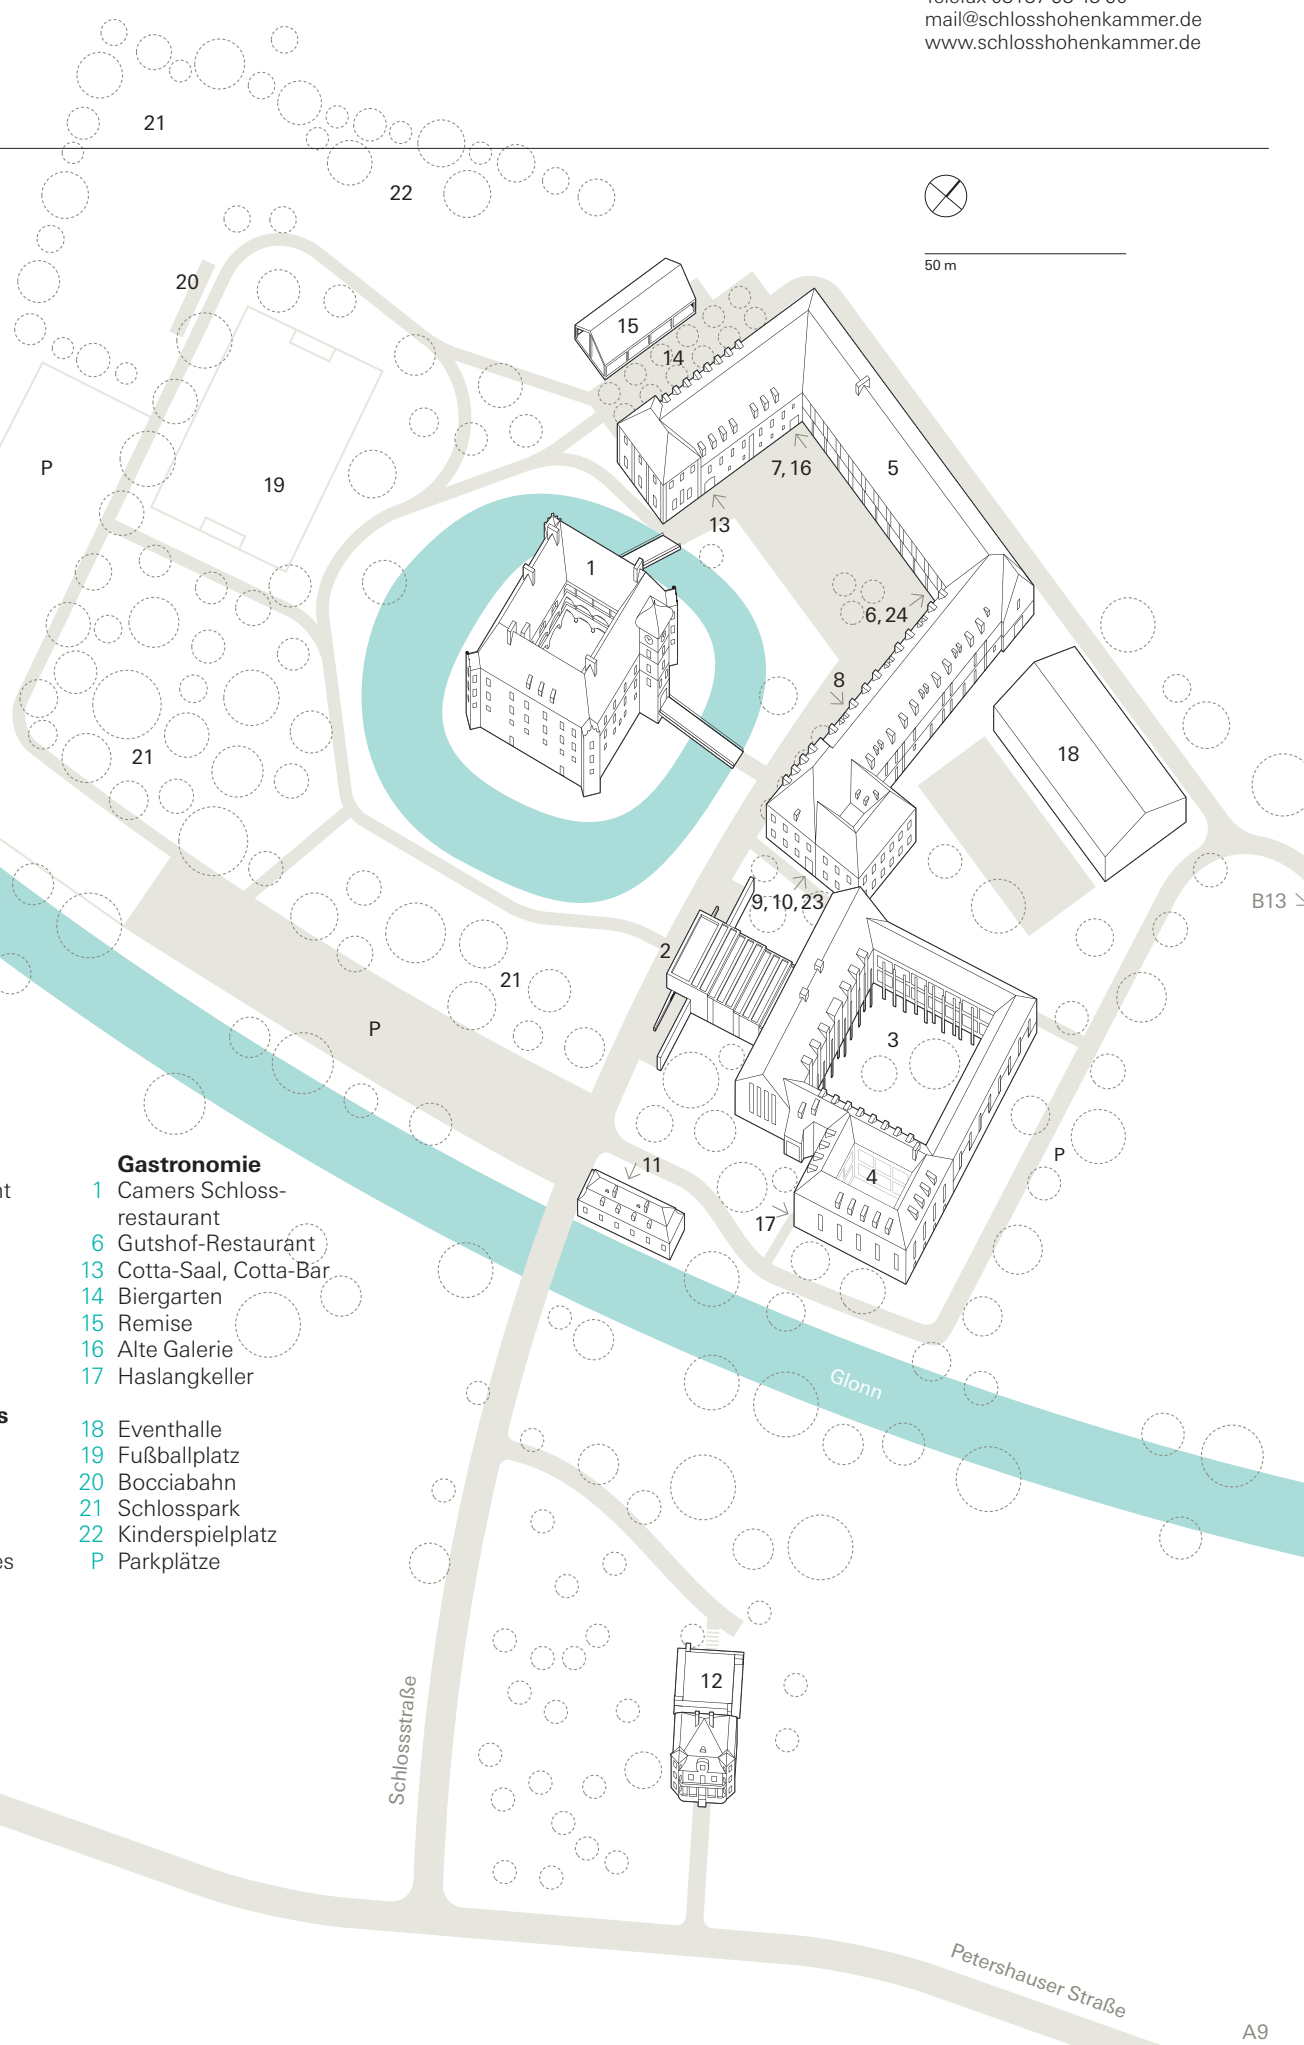 mail@schlosshohenkammer.de
www.schlosshohenkammer.de
21
22
50 m
20
15
14
P
19
7, 16
5
13
1
6, 24
8
21
18
9, 10, 23
B13
2
21
P
3
11
P
4
17
Gastronomie
1 Camers Schloss-
restaurant
6 Gutshof-Restaurant
13 Cotta-Saal, Cotta-Bar
14 Biergarten
15 Remise
16 Alte Galerie
17 Haslangkeller
18 Eventhalle
19 Fußballplatz
20 Bocciabahn
21 Schlosspark
22 Kinderspielplatz
P Parkplätze
Glonn
12
Schlossstraße
Petershauser Straße
A9